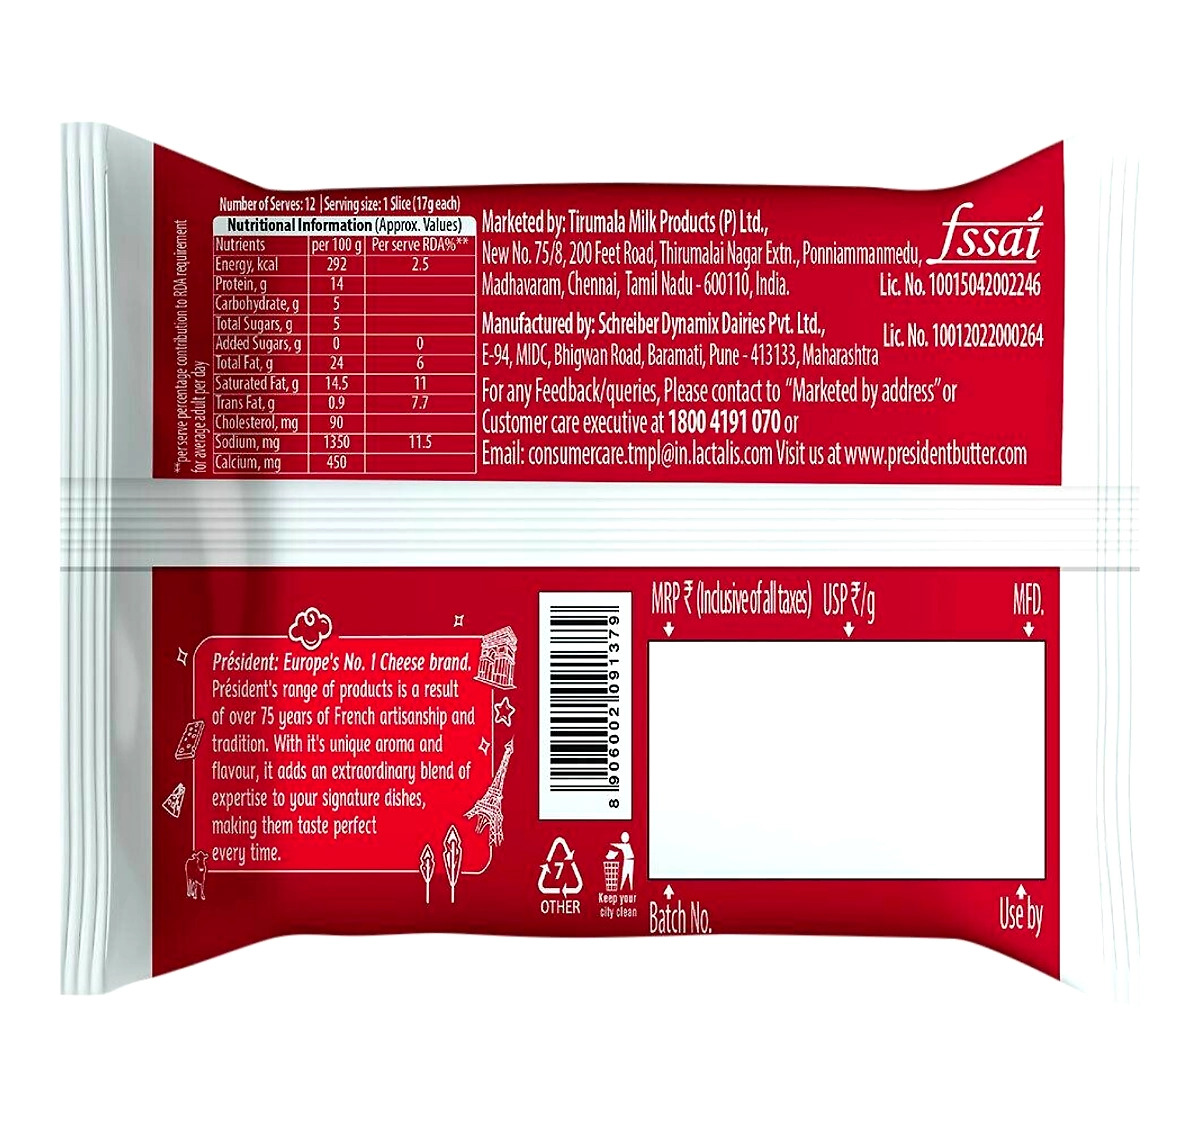 Number of Serves: 12 | Serving size: 1 Slice (17g each)
Nutritional Information (Approx. Values)
Nutrients per 100 g Per serve RDA%**
Energy, kcal 292 2.5
Protein, g 14
Carbohydrate, g 5
Total Sugars, g 5
Added Sugars, g 0 0
Total Fat, g 24 6
Saturated Fat, g 14.5 11
Trans Fat, g 0.9 7.7
Cholesterol, mg 90
Sodium, mg 1350 11.5
Calcium, mg 450
**per serve percentage contribution to RDA requirement
for average adult per day
Marketed by: Tirumala Milk Products (P) Ltd.,
New No. 75/8, 200 Feet Road, Thirumalai Nagar Extn., Ponniammanmedu,
Madhavaram, Chennai, Tamil Nadu - 600110, India.
fssai
Lic. No. 10015042002246
Manufactured by: Schreiber Dynamix Dairies Pvt. Ltd.,
E-94, MIDC, Bhigwan Road, Baramati, Pune - 413133, Maharashtra
Lic. No. 10012022000264
For any Feedback/queries, Please contact to “Marketed by address” or
Customer care executive at 1800 4191 070 or
Email: consumercare.tmpl@in.lactalis.com Visit us at www.presidentbutter.com
Président: Europe's No. 1 Cheese brand.
Président's range of products is a result
of over 75 years of French artisanship and
tradition. With it's unique aroma and
flavour, it adds an extraordinary blend of
expertise to your signature dishes,
making them taste perfect
every time.
8 906002 091379
7
OTHER
Keep your
city clean
MRP ₹ (Inclusive of all taxes) USP ₹/g MFD.
Batch No. Use by